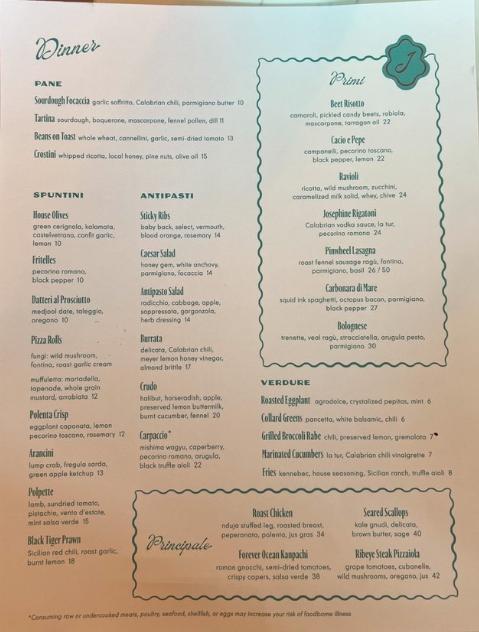 Dinner
PANE
Sourdough Focaccia garlic soffritto, Calabrian chili, parmigiano butter 10
Tartina sourdough, boquerone, mascarpone, fennel pollen, dill 11
Beans on Toast whole wheat, cannellini, garlic, semi-dried tomato 13
Crostini whipped ricotta, local honey, pine nuts, olive oil 15
SPUNTINI
House Olives
green cerignola, kalamata,
castelvetrano, confit garlic,
lemon 10
Fritelles
pecorino romano,
black pepper 10
Datteri al Prosciutto
medjool date, taleggio,
oregano 10
Pizza Rolls
fungi: wild mushroom,
fontina, roast garlic cream
muffuletta: mortadella,
tapenade, whole grain
mustard, arrabiata 12
Polenta Crisp
eggplant caponata, lemon
pecorino toscano, rosemary 12
Arancini
lump crab, fregula sarda,
green apple ketchup 13
Polpette
lamb, sundried tomato,
pistachio, vento d'estate,
mint salsa verde 15
Black Tiger Prawn
Sicilian red chili, roast garlic,
burnt lemon 18
ANTIPASTI
Sticky Ribs
baby back, select, vermouth,
blood orange, rosemary 14
Caesar Salad
honey gem, white anchovy,
parmigiano, focaccia 14
Antipasto Salad
radicchio, cabbage, apple,
soppressata, gorgonzola,
herb dressing 14
Burrata
delicata, Calabrian chili,
meyer lemon honey vinegar,
almond brittle 17
Crudo
halibut, horseradish, apple,
preserved lemon buttermilk,
burnt cucumber, fennel 20
Carpaccio*
mishima wagyu, caperberry,
pecorino romano, arugula,
black truffle aioli 22
J
Primi
Beet Risotto
carnaroli, pickled candy beets, robiola,
mascarpone, tarragon oil 22
Cacio e Pepe
campanelli, pecorino toscano,
black pepper, lemon 22
Ravioli
ricotta, wild mushroom, zucchini,
caramelized milk solid, whey, chive 24
Josephine Rigatoni
Calabrian vodka sauce, la tur,
pecorino romano 24
Pinwheel Lasagna
roast fennel sausage ragù, fontina,
parmigiano, basil 26 / 50
Carbonara di Mare
squid ink spaghetti, octopus bacon, parmigiano,
black pepper 27
Bolognese
trenette, veal ragù, stracciatella, arugula pesto,
parmigiano 30
VERDURE
Roasted Eggplant agrodolce, crystalized pepitas, mint 6
Collard Greens pancetta, white balsamic, chili 6
Grilled Broccoli Rabe chili, preserved lemon, gremolata 7
Marinated Cucumbers la tur, Calabrian chili vinaigrette 7
Fries kennebec, house seasoning, Sicilian ranch, truffle aioli 8
Principale
Roast Chicken
nduja stuffed leg, roasted breast,
peperonata, polenta, jus gras 34
Forever Ocean Kanpachi
roman gnocchi, semi-dried tomatoes,
crispy capers, salsa verde 38
Seared Scallops
kale gnudi, delicata,
brown butter, sage 40
Ribeye Steak Pizzaiola
grape tomatoes, cubanelle,
wild mushrooms, oregano, jus 42
*Consuming raw or undercooked meats, poultry, seafood, shellfish, or eggs may increase your risk of foodborne illness